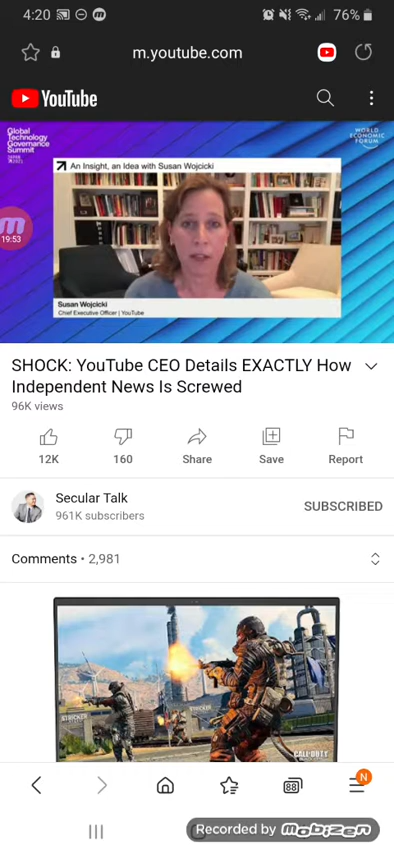 4:20
76%
m.youtube.com
YouTube
Global
Technology
Governance
Summit
WORLD
ECONOMIC
FORUM
An Insight, an Idea with Susan Wojcicki
19:53
Susan Wojcicki
Chief Executive Officer | YouTube
SHOCK: YouTube CEO Details EXACTLY How
Independent News Is Screwed
96K views
12K
160
Share
Save
Report
Secular Talk
961K subscribers
SUBSCRIBED
Comments • 2,981
CALL OF DUTY
88
N
Recorded by mobizen